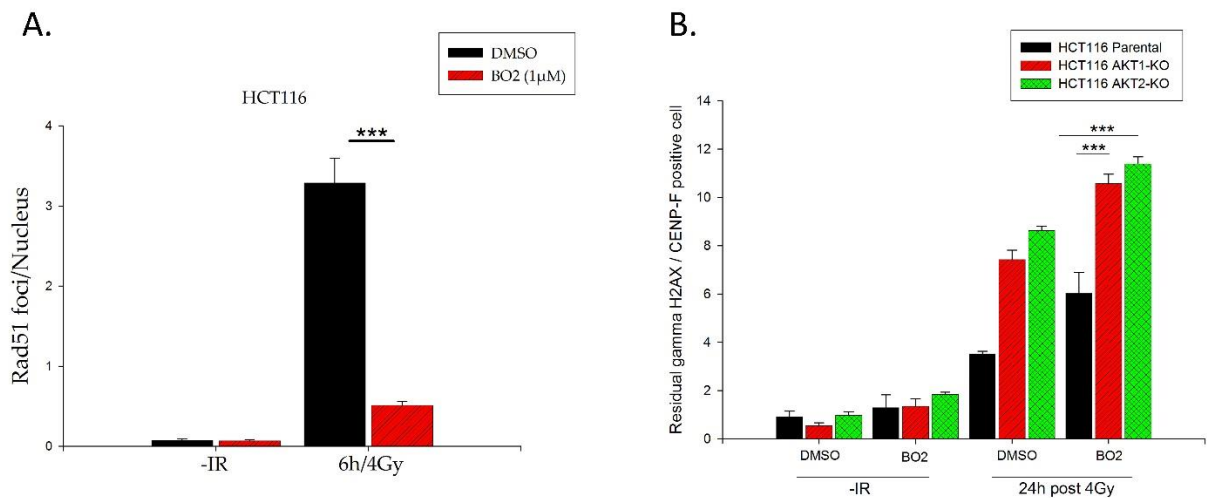 A.
DMSO
BO2 (1µM)
HCT116
***
Rad51 foci/Nucleus
4
3
2
1
0
-IR
6h/4Gy
B.
HCT116 Parental
HCT116 AKT1-KO
HCT116 AKT2-KO
***
***
Residual gamma H2AX / CENP-F positive cell
14
12
10
8
6
4
2
0
DMSO
BO2
DMSO
BO2
-IR
24h post 4Gy